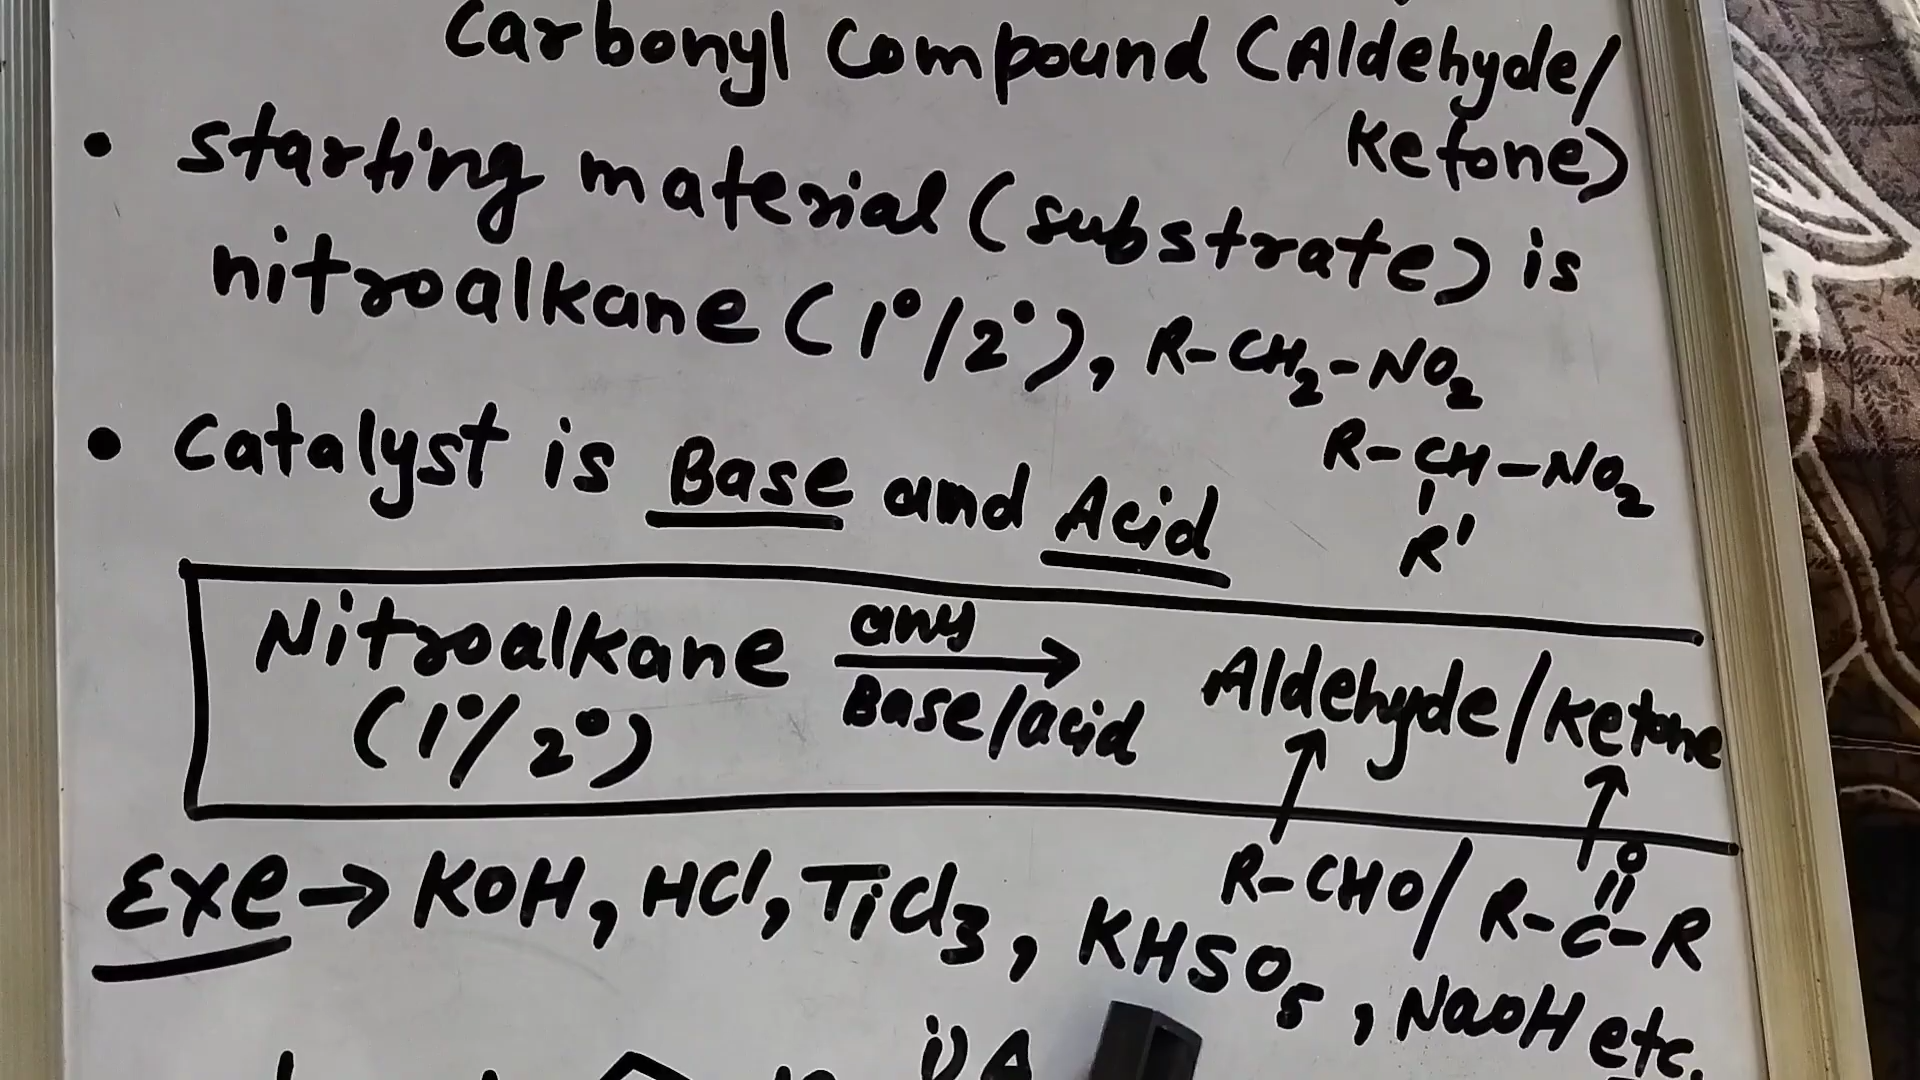 Carbonyl Compound (Aldehyde/
Ketone)
• Starting material (substrate) is
nitroalkane (1°/2°), R-CH₂-NO₂
• Catalyst is Base and Acid
R-CH-NO₂
R'
Nitroalkane any Aldehyde/Ketone
(1°/2°) Base/acid
R-CHO/ R-C-R
O
Exe → KOH, HCl, TiCl₃, KHSO₅, NaOH etc.
i)